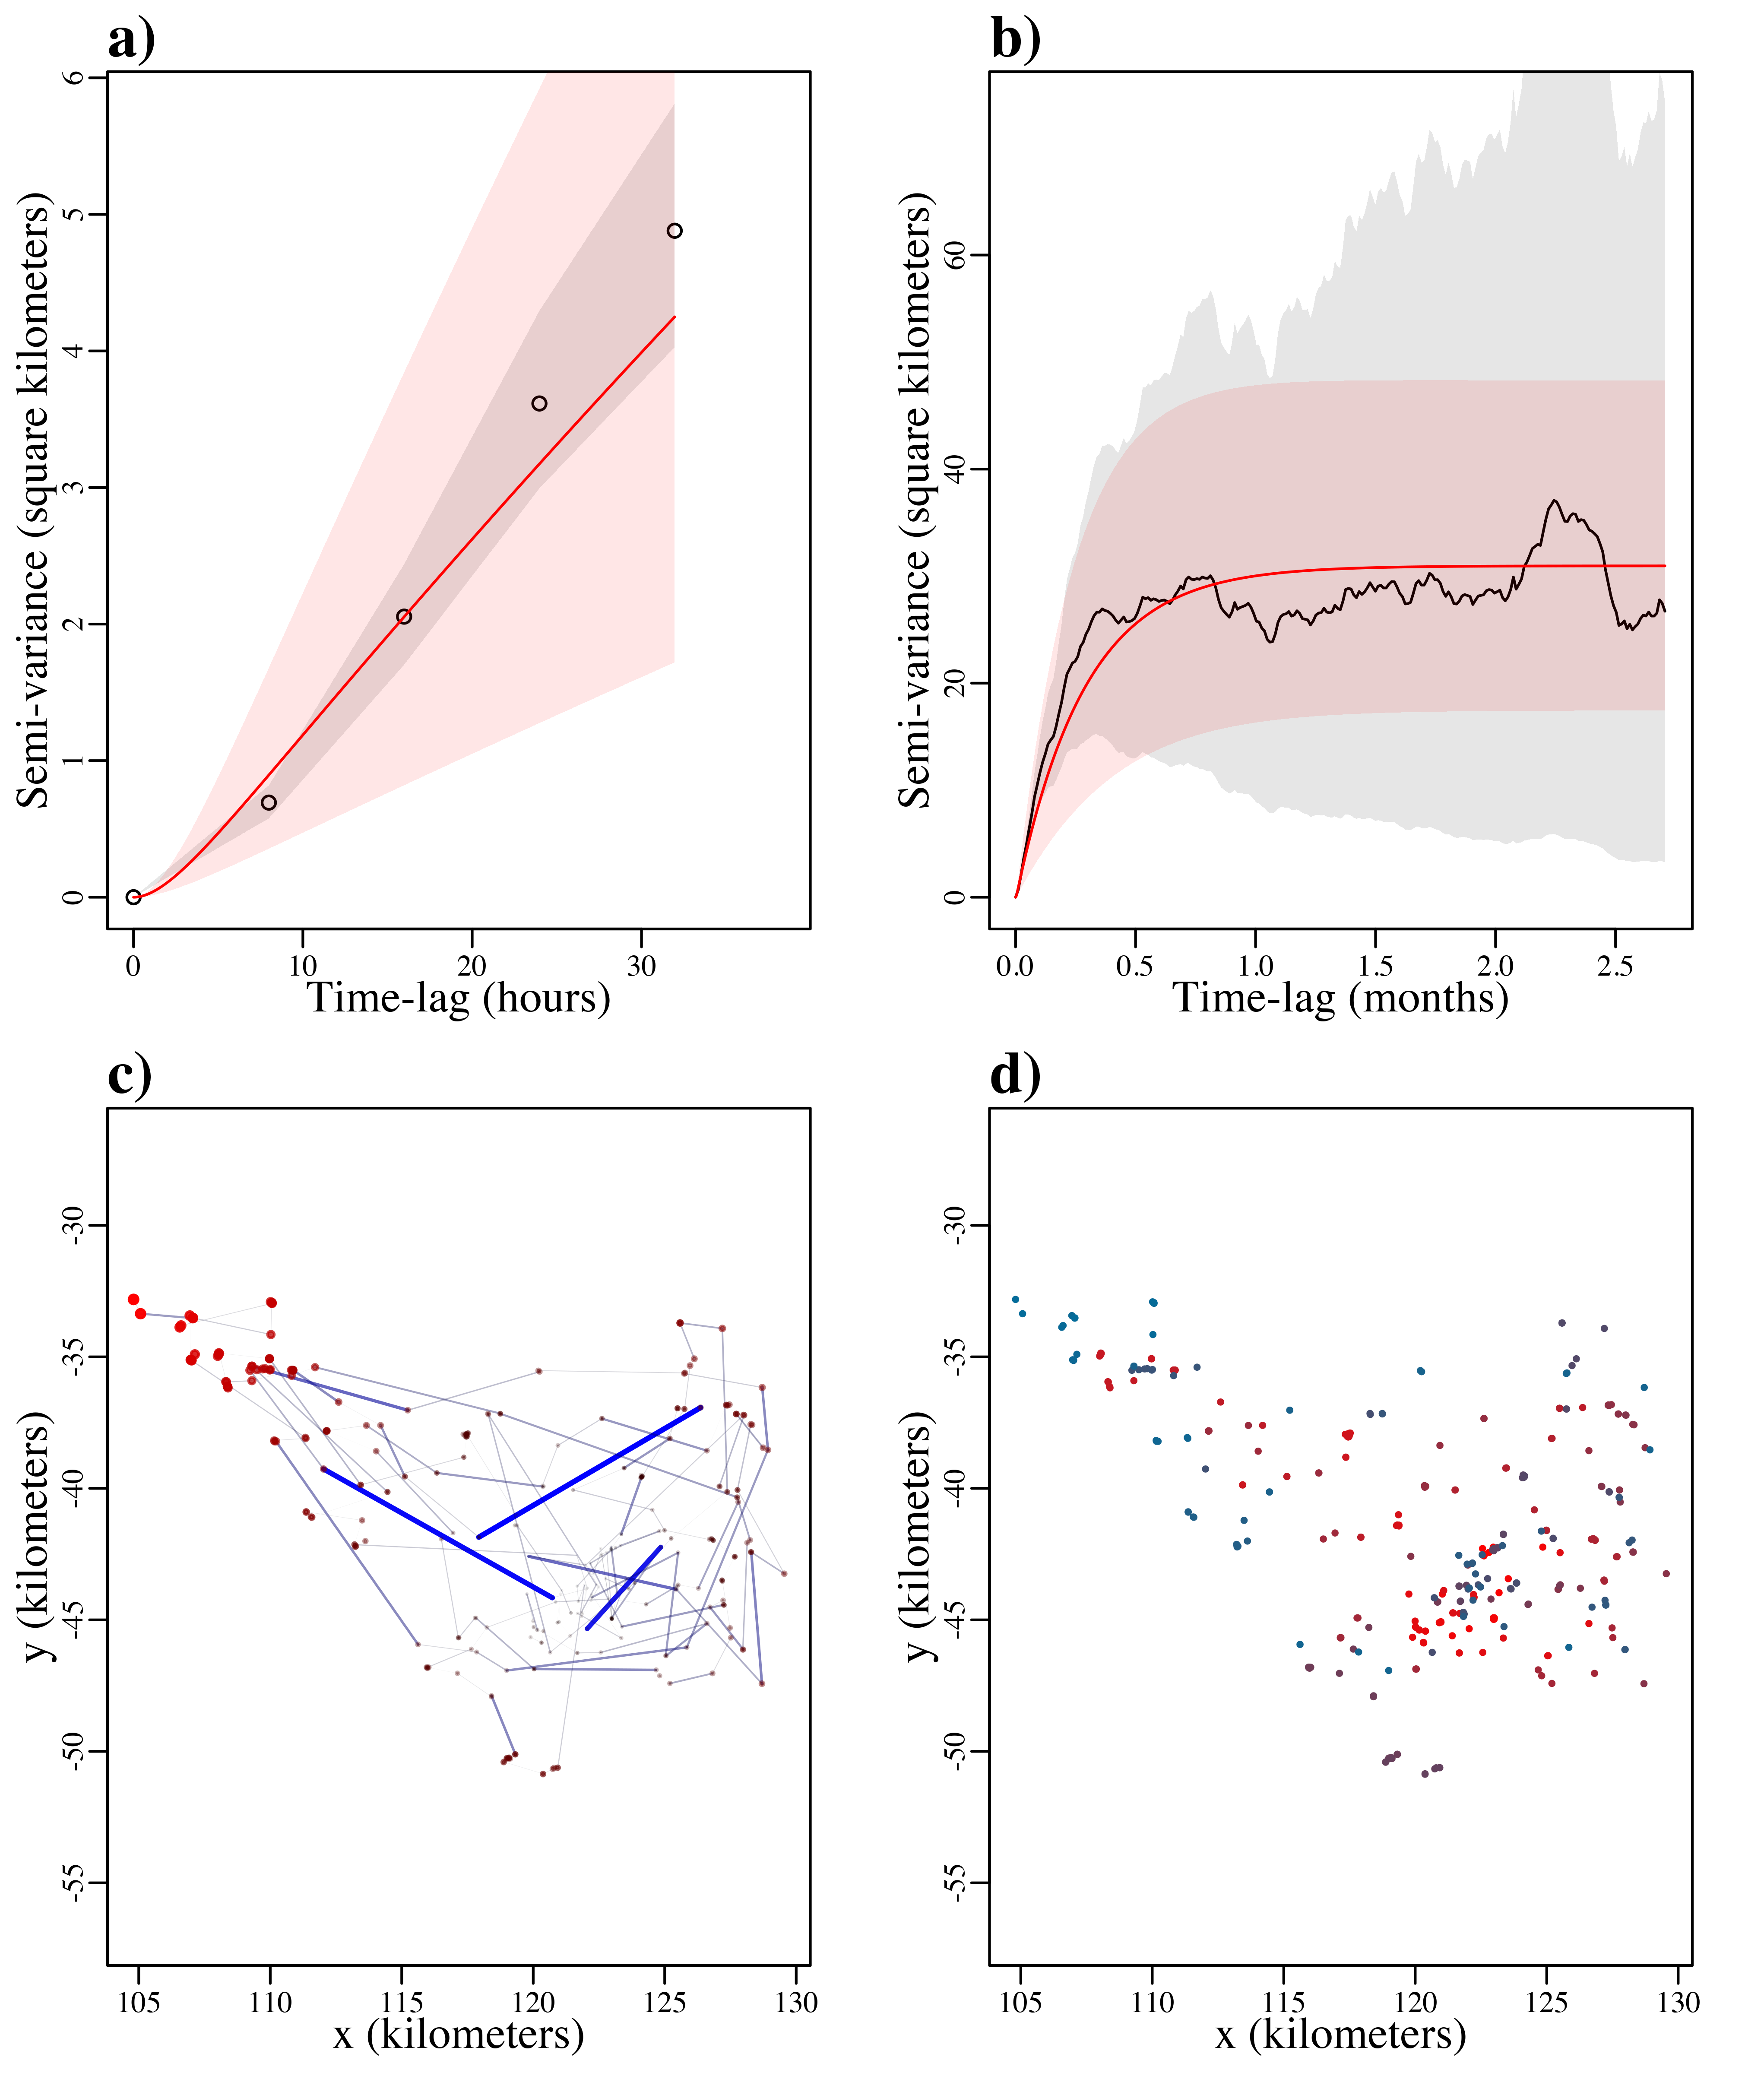 a)
Semi-variance (square kilometers)
6
5
4
3
2
1
0
0 10 20 30
Time-lag (hours)
b)
Semi-variance (square kilometers)
60
40
20
0
0.0 0.5 1.0 1.5 2.0 2.5
Time-lag (months)
c)
y (kilometers)
-30
-35
-40
-45
-50
-55
105 110 115 120 125 130
x (kilometers)
d)
y (kilometers)
-30
-35
-40
-45
-50
-55
105 110 115 120 125 130
x (kilometers)